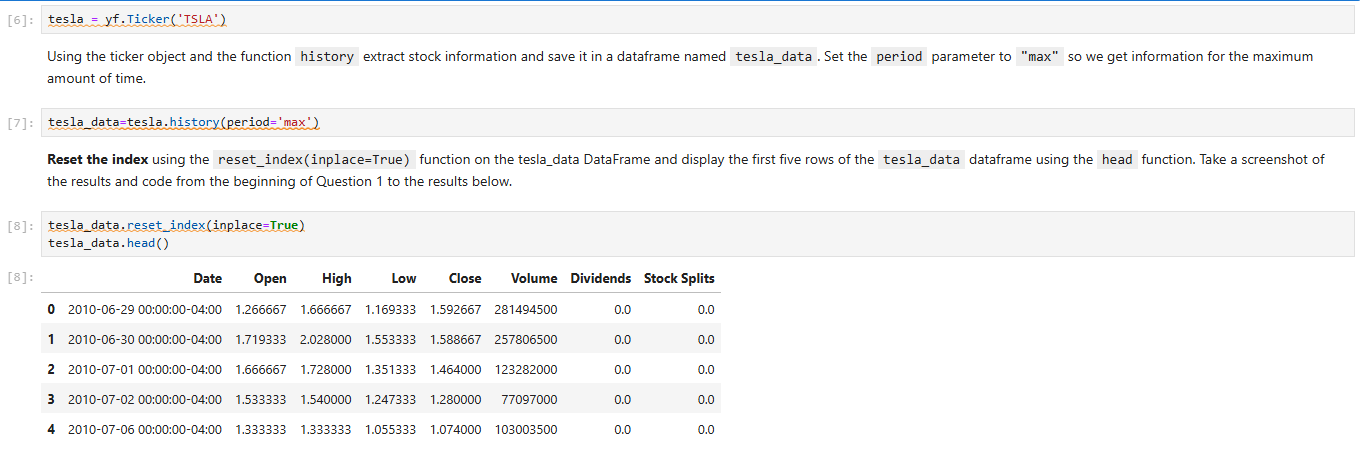 [6]: tesla = yf.Ticker('TSLA')
Using the ticker object and the function history extract stock information and save it in a dataframe named tesla_data . Set the period parameter to "max" so we get information for the maximum
amount of time.
[7]: tesla_data=tesla.history(period='max')
Reset the index using the reset_index(inplace=True) function on the tesla_data DataFrame and display the first five rows of the tesla_data dataframe using the head function. Take a screenshot of
the results and code from the beginning of Question 1 to the results below.
[8]: tesla_data.reset_index(inplace=True)
tesla_data.head()
[8]: Date Open High Low Close Volume Dividends Stock Splits
0 2010-06-29 00:00:00-04:00 1.266667 1.666667 1.169333 1.592667 281494500 0.0 0.0
1 2010-06-30 00:00:00-04:00 1.719333 2.028000 1.553333 1.588667 257806500 0.0 0.0
2 2010-07-01 00:00:00-04:00 1.666667 1.728000 1.351333 1.464000 123282000 0.0 0.0
3 2010-07-02 00:00:00-04:00 1.533333 1.540000 1.247333 1.280000 77097000 0.0 0.0
4 2010-07-06 00:00:00-04:00 1.333333 1.333333 1.055333 1.074000 103003500 0.0 0.0